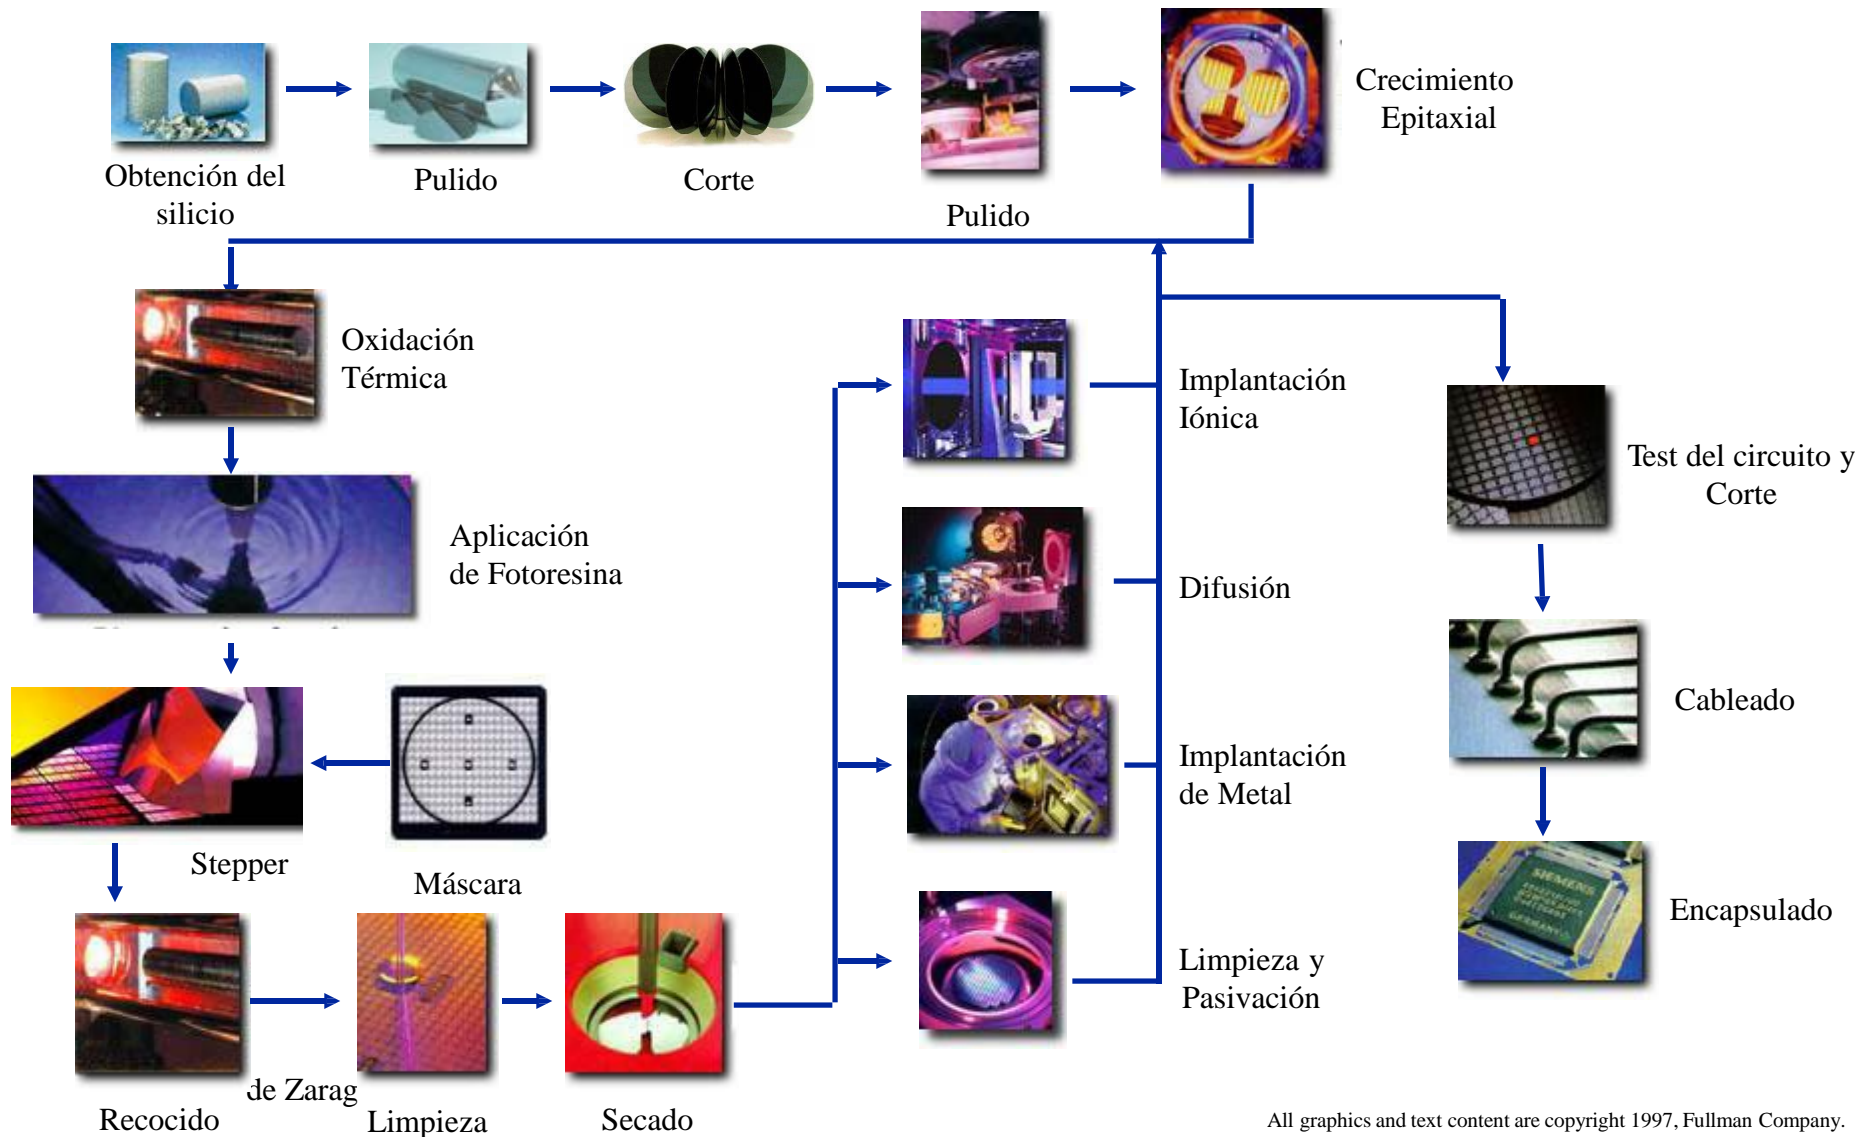 Obtención del
silicio
Pulido
Corte
Pulido
Crecimiento
Epitaxial
Oxidación
Térmica
Aplicación
de Fotoresina
Stepper
Máscara
Recocido
de Zarag
Limpieza
Secado
Implantación
Iónica
Difusión
Implantación
de Metal
Limpieza y
Pasivación
Test del circuito y
Corte
Cableado
SIEMENS
GERMANY
Encapsulado
All graphics and text content are copyright 1997, Fullman Company.